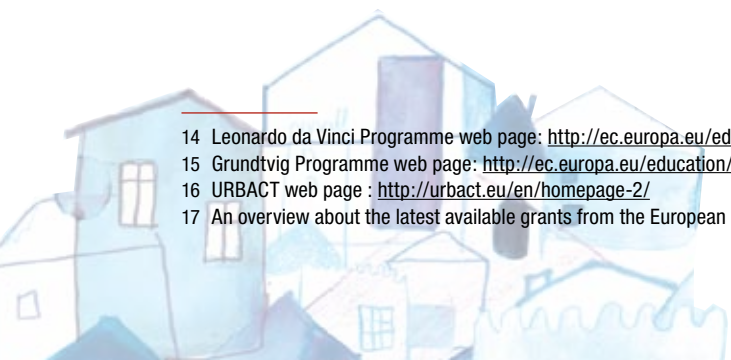 14 Leonardo da Vinci Programme web page: http://ec.europa.eu/ed
15 Grundtvig Programme web page: http://ec.europa.eu/education/
16 URBACT web page : http://urbact.eu/en/homepage-2/
17 An overview about the latest available grants from the European